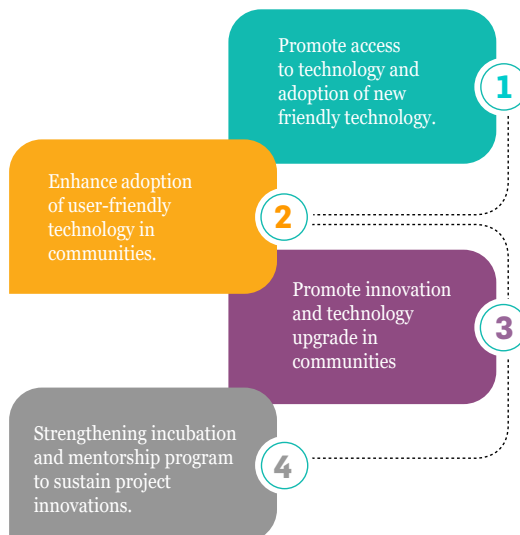 Promote access
to technology and
adoption of new
friendly technology.
1
Enhance adoption
of user-friendly
technology in
communities.
2
Promote innovation
and technology
upgrade in
communities
3
Strengthening incubation
and mentorship program
to sustain project
innovations.
4